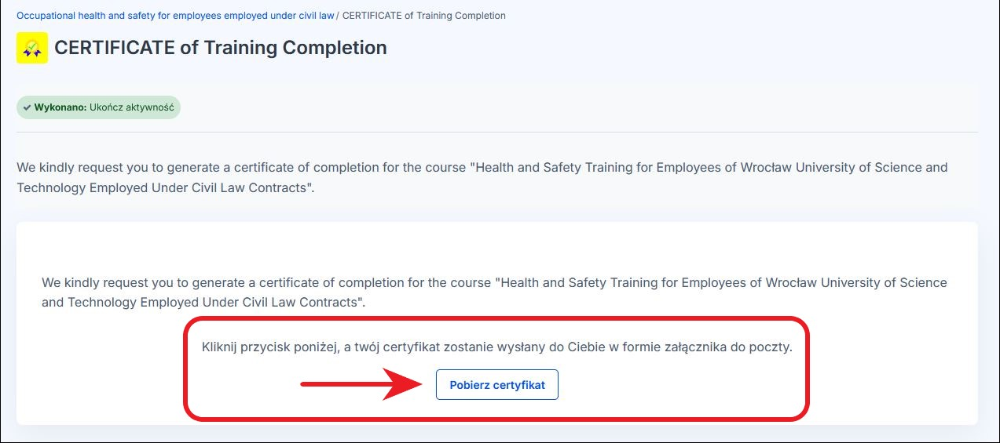 Occupational health and safety for employees employed under civil law / CERTIFICATE of Training Completion
CERTIFICATE of Training Completion
Wykonano: Ukończ aktywność
We kindly request you to generate a certificate of completion for the course "Health and Safety Training for Employees of Wrocław University of Science and
Technology Employed Under Civil Law Contracts".
We kindly request you to generate a certificate of completion for the course "Health and Safety Training for Employees of Wrocław University of Science
and Technology Employed Under Civil Law Contracts".
Kliknij przycisk poniżej, a twój certyfikat zostanie wysłany do Ciebie w formie załącznika do poczty.
Pobierz certyfikat